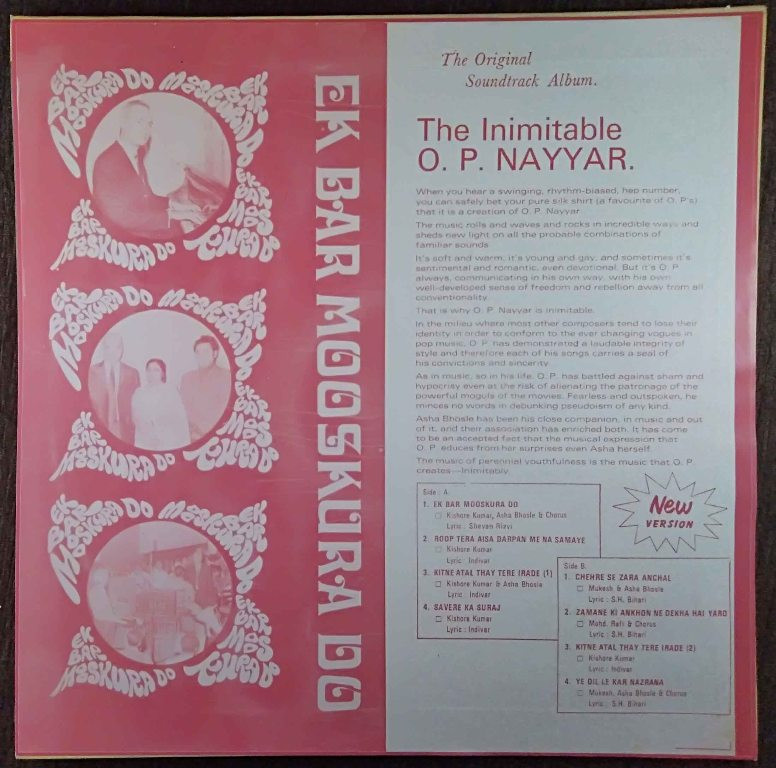 EK BAR MOOSKURA DO
EK BAR MOOSKURA DO
EK BAR MOOSKURA DO
EK BAR MOOSKURA DO
The Original
Soundtrack Album.
The Inimitable
O. P. NAYYAR.
When you hear a swinging, rhythm-biased, hep number,
you can safely bet your pure silk shirt (a favourite of O. P's)
that it is a creation of O. P. Nayyar
The music rolls and waves and rocks in incredible ways and
sheds new light on all the probable combinations of
familiar sounds
It's soft and warm, it's young and gay, and sometimes it's
sentimental and romantic, even devotional. But it's O. P.
always, communicating in his own way, with his own
well-developed sense of freedom and rebellion away from all
conventionality.
That is why O. P. Nayyar is Inimitable.
In the milieu where most other composers tend to lose their
identity in order to conform to the ever changing vogues in
pop music, O. P. has demonstrated a laudable integrity of
style and therefore each of his songs carries a seal of
his convictions and sincerity
As in music, so in his life, O. P. has battled against sham and
hypocrisy even at the risk of alienating the patronage of the
powerful moguls of the movies. Fearless and outspoken, he
minces no words in debunking pseudoism of any kind.
Asha Bhosle has been his close companion, in music and out
of it, and their association has enriched both. It has come
to be an accepted fact that the musical expression that
O. P. educes from her surprises even Asha herself.
The music of perennial youthfulness is the music that O. P.
creates—Inimitably.
New
VERSION
Side : A.
1. EK BAR MOOSKURA DO
Kishore Kumar, Asha Bhosle & Chorus
Lyric : Shevan Rizvi
2. ROOP TERA AISA DARPAN ME NA SAMAYE
Kishore Kumar
Lyric : Indivar
3. KITNE ATAL THAY TERE IRADE (1)
Kishore Kumar & Asha Bhosle
Lyric : Indivar
4. SAVERE KA SURAJ
Kishore Kumar
Lyric : Indivar
Side B.
1. CHEHRE SE ZARA ANCHAL
Mukesh & Asha Bhosle
Lyric : S.H. Bihari
2. ZAMANE KI ANKHON NE DEKHA HAI YARO
Mohd. Rafi & Chorus
Lyric : S.H. Bihari
3. KITNE ATAL THAY TERE IRADE (2)
Kishore Kumar
Lyric : Indivar
4. YE DIL LE KAR NAZRANA
Mukesh, Asha Bhosle & Chorus
Lyric : S.H. Bihari